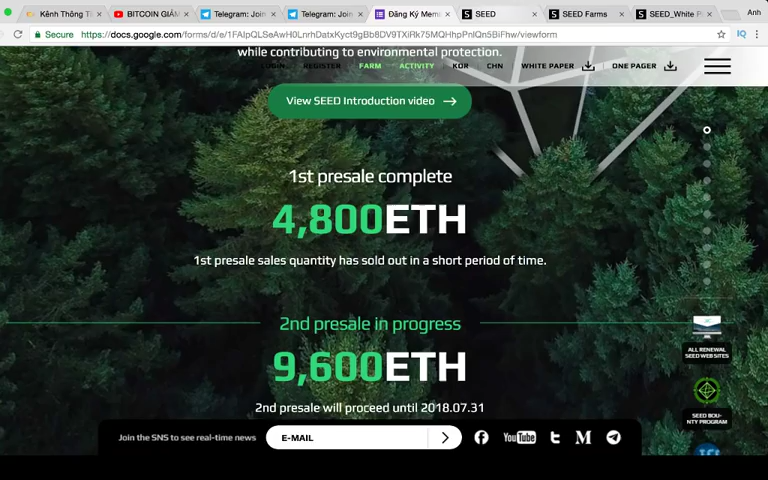 Kênh Thông Ti
BITCOIN GIẢM
Telegram: Join
Telegram: Join
Đăng Ký Mem
SEED
SEED Farms
SEED_White P
Anh
Secure
https://docs.google.com/forms/d/e/1FAIpQLSeAwH0LnrhDatxKyct9gBb8DV9TXiRk75MQHhpPnIQn5BiFhw/viewform
while contributing to environmental protection.
LOGIN REGISTER FARM ACTIVITY KOR CHN WHITE PAPER ONE PAGER
View SEED Introduction video
1st presale complete
4,800ETH
1st presale sales quantity has sold out in a short period of time.
2nd presale in progress
9,600ETH
2nd presale will proceed until 2018.07.31
ALL RENEWAL
SEED WEB SITES
SEED BOU-
NTY PROGRAM
Join the SNS to see real-time news
E-MAIL
YouTube